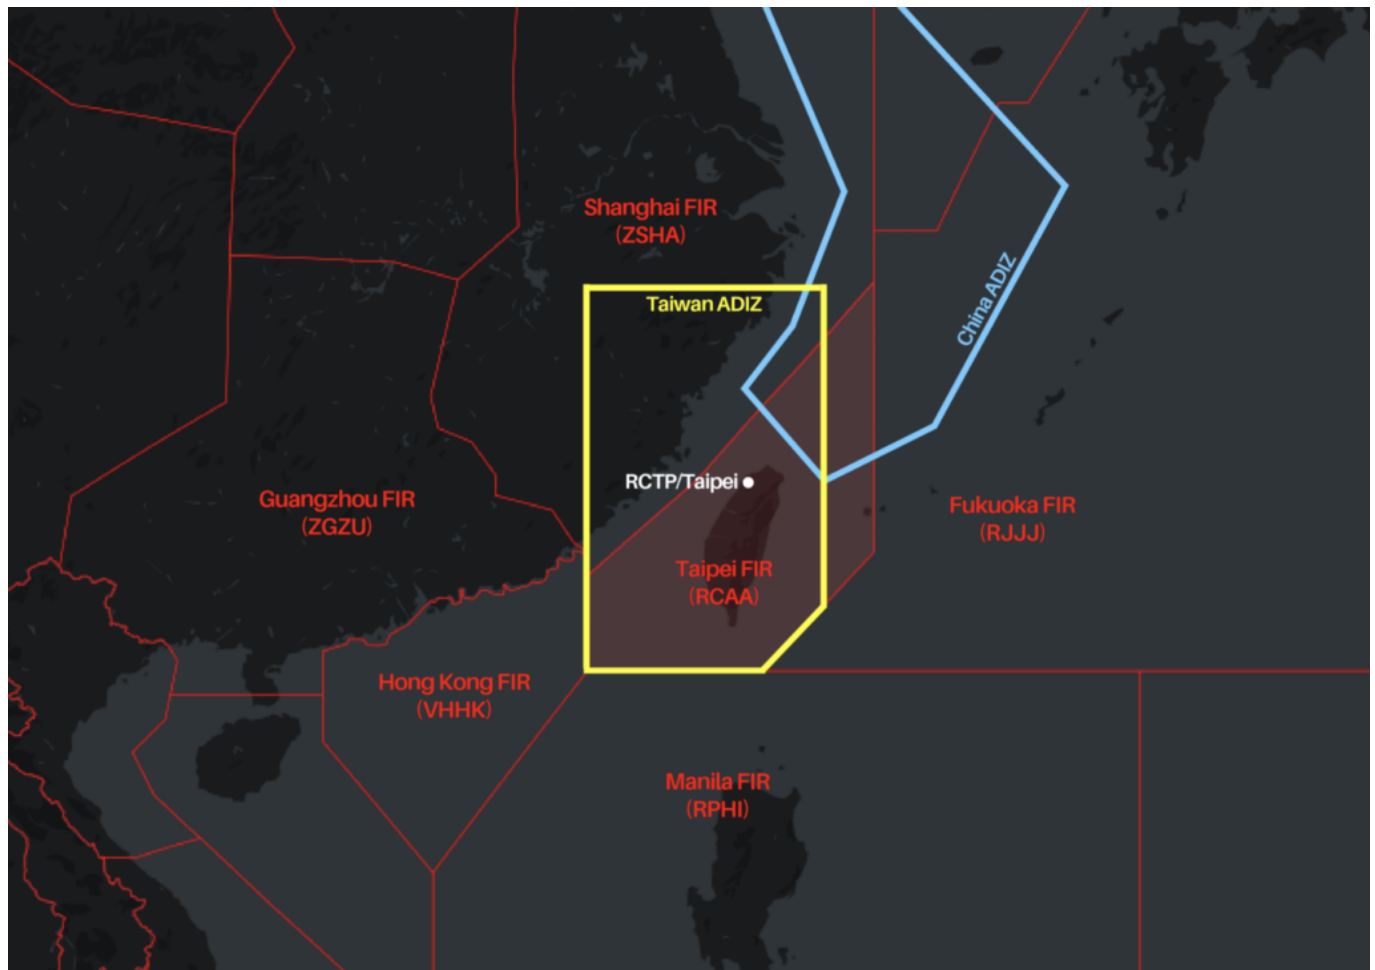 Shanghai FIR
(ZSHA)
Taiwan ADIZ
China ADIZ
RCTP/Taipei
Guangzhou FIR
(ZGZU)
Fukuoka FIR
(RJJJ)
Taipei FIR
(RCAA)
Hong Kong FIR
(VHHK)
Manila FIR
(RPHI)